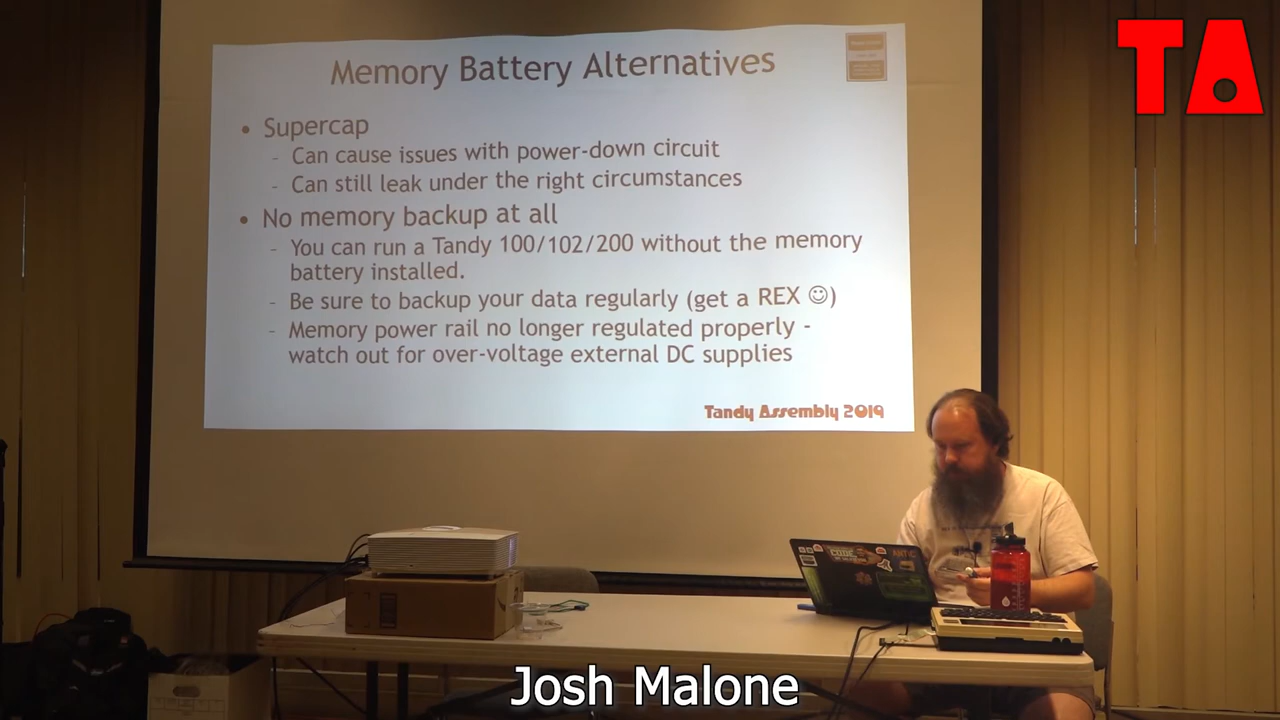 TA
Memory Battery Alternatives
• Supercap
- Can cause issues with power-down circuit
- Can still leak under the right circumstances
• No memory backup at all
- You can run a Tandy 100/102/200 without the memory
battery installed.
- Be sure to backup your data regularly (get a REX ☺)
- Memory power rail no longer regulated properly -
watch out for over-voltage external DC supplies
Tandy Assembly 2019
CODE
ANTIC
Josh Malone